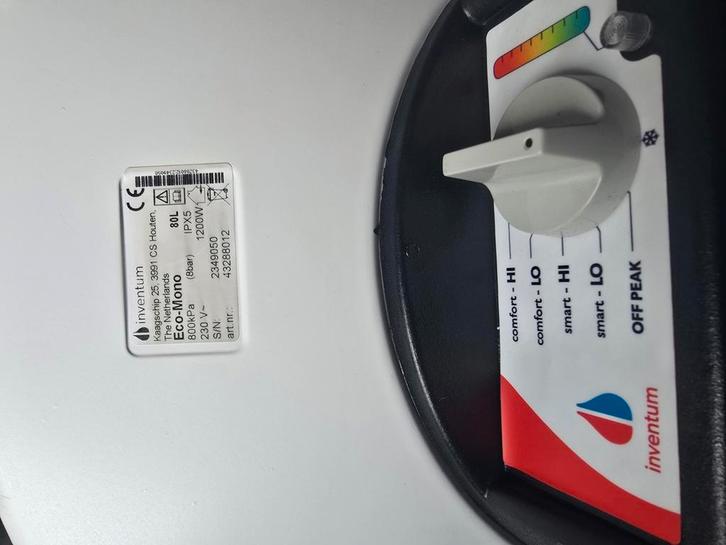 inventum
Kaagschip 25, 3991 CS Houten,
The Netherlands
Eco-Mono 80L
800kPa (8bar) IPX5
230 V~ 1200W
S/N: 2349050
art.nr.: 43288012
CE
comfort - HI
comfort - LO
smart - HI
smart - LO
OFF PEAK
inventum